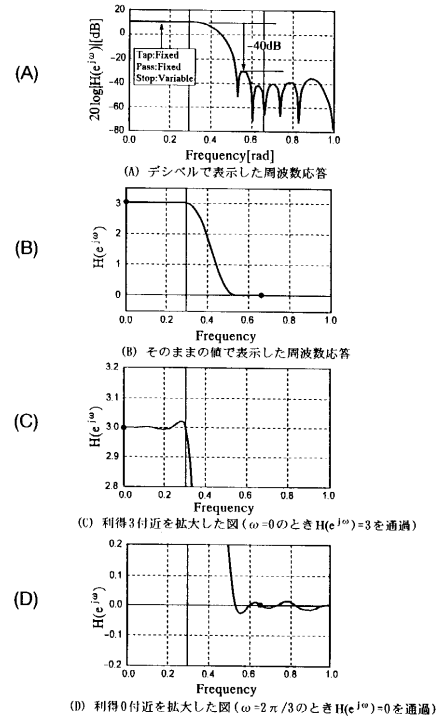 (A)
20log|H(e^jω)|[dB]
20
0
-20
-40
-60
-80
Tap:Fixed
Pass:Fixed
Stop:Variable
-40dB
0.0 0.2 0.4 0.6 0.8 1.0
Frequency[rad]
(A) デシベルで表示した周波数応答
(B)
H(e^jω)
3
2
1
0
0.0 0.2 0.4 0.6 0.8 1.0
Frequency
(B) そのままの値で表示した周波数応答
(C)
H(e^jω)
3.2
3.1
3.0
2.9
2.8
0.0 0.2 0.4 0.6 0.8 1.0
Frequency
(C) 利得3付近を拡大した図(ω=0のときH(e^jω)=3を通過)
(D)
H(e^jω)
0.2
0.1
0.0
-0.1
-0.2
0.0 0.2 0.4 0.6 0.8 1.0
Frequency
(D) 利得0付近を拡大した図(ω=2π/3のときH(e^jω)=0を通過)